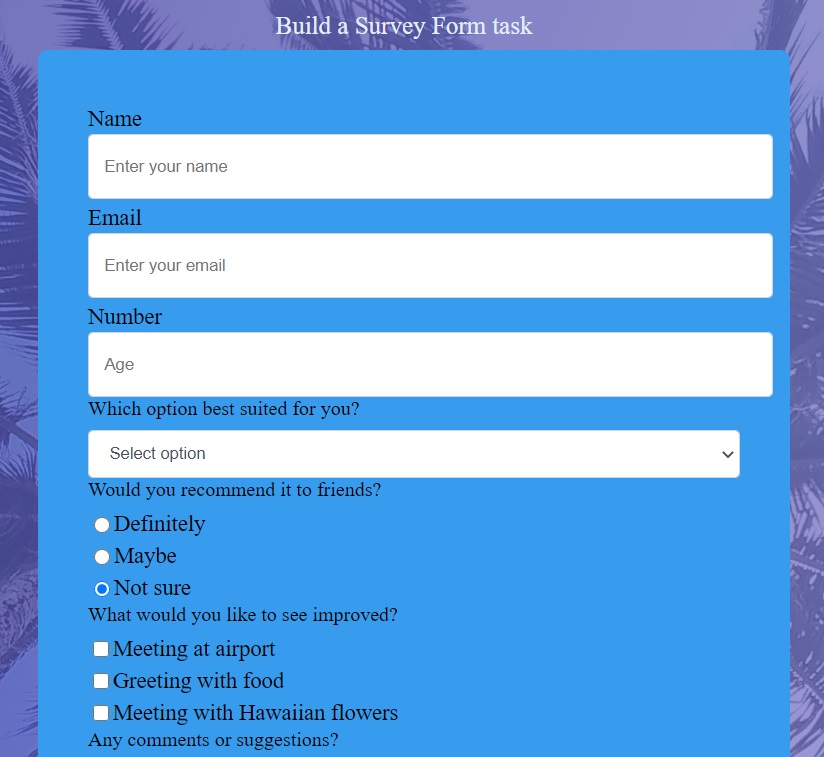 Build a Survey Form task
Name
Enter your name
Email
Enter your email
Number
Age
Which option best suited for you?
Select option
Would you recommend it to friends?
Definitely
Maybe
Not sure
What would you like to see improved?
Meeting at airport
Greeting with food
Meeting with Hawaiian flowers
Any comments or suggestions?